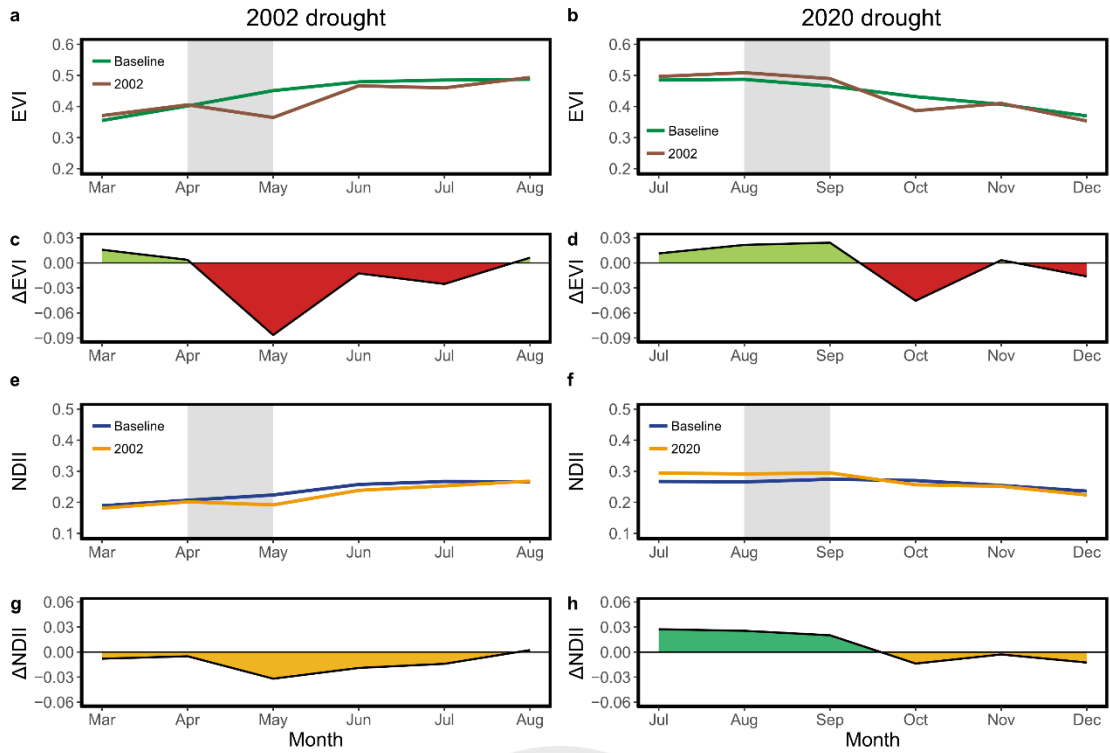 a
2002 drought
EVI
0.6
0.5
0.4
0.3
0.2
Baseline
2002
Mar Apr May Jun Jul Aug
b
2020 drought
EVI
0.6
0.5
0.4
0.3
0.2
Baseline
2002
Jul Aug Sep Oct Nov Dec
c
ΔEVI
0.03
0.00
−0.03
−0.06
−0.09
Mar Apr May Jun Jul Aug
d
ΔEVI
0.03
0.00
−0.03
−0.06
−0.09
Jul Aug Sep Oct Nov Dec
e
NDII
0.5
0.4
0.3
0.2
0.1
Baseline
2002
Mar Apr May Jun Jul Aug
f
NDII
0.5
0.4
0.3
0.2
0.1
Baseline
2020
Jul Aug Sep Oct Nov Dec
g
ΔNDII
0.06
0.03
0.00
−0.03
−0.06
Mar Apr May Jun Jul Aug
Month
h
ΔNDII
0.06
0.03
0.00
−0.03
−0.06
Jul Aug Sep Oct Nov Dec
Month